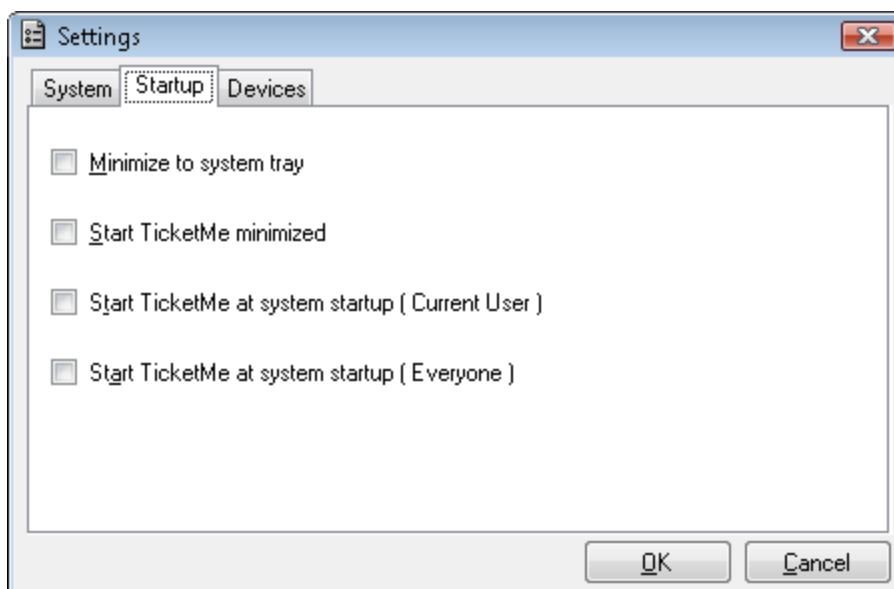 Settings
System Startup Devices
Minimize to system tray
Start TicketMe minimized
Start TicketMe at system startup ( Current User )
Start TicketMe at system startup ( Everyone )
OK Cancel